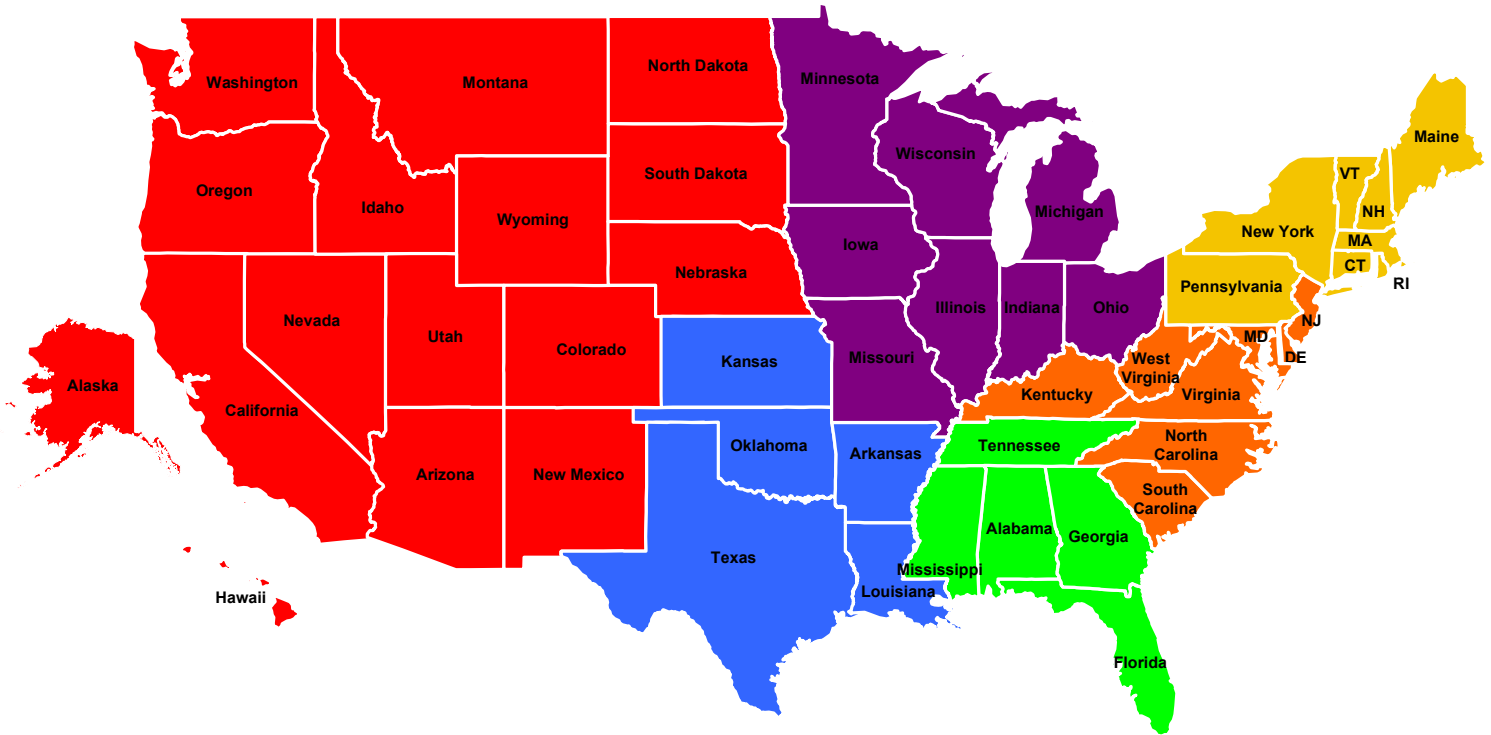 Washington
Montana
North Dakota
Minnesota
Maine
Oregon
Idaho
Wyoming
South Dakota
Wisconsin
Michigan
VT
NH
New York
MA
CT
RI
Nebraska
Iowa
Pennsylvania
Nevada
Utah
Colorado
Illinois
Indiana
Ohio
NJ
MD
DE
Alaska
California
Kansas
Missouri
West
Virginia
Kentucky
Virginia
Arizona
New Mexico
Oklahoma
Arkansas
Tennessee
North
Carolina
South
Carolina
Texas
Alabama
Georgia
Mississippi
Louisiana
Hawaii
Florida